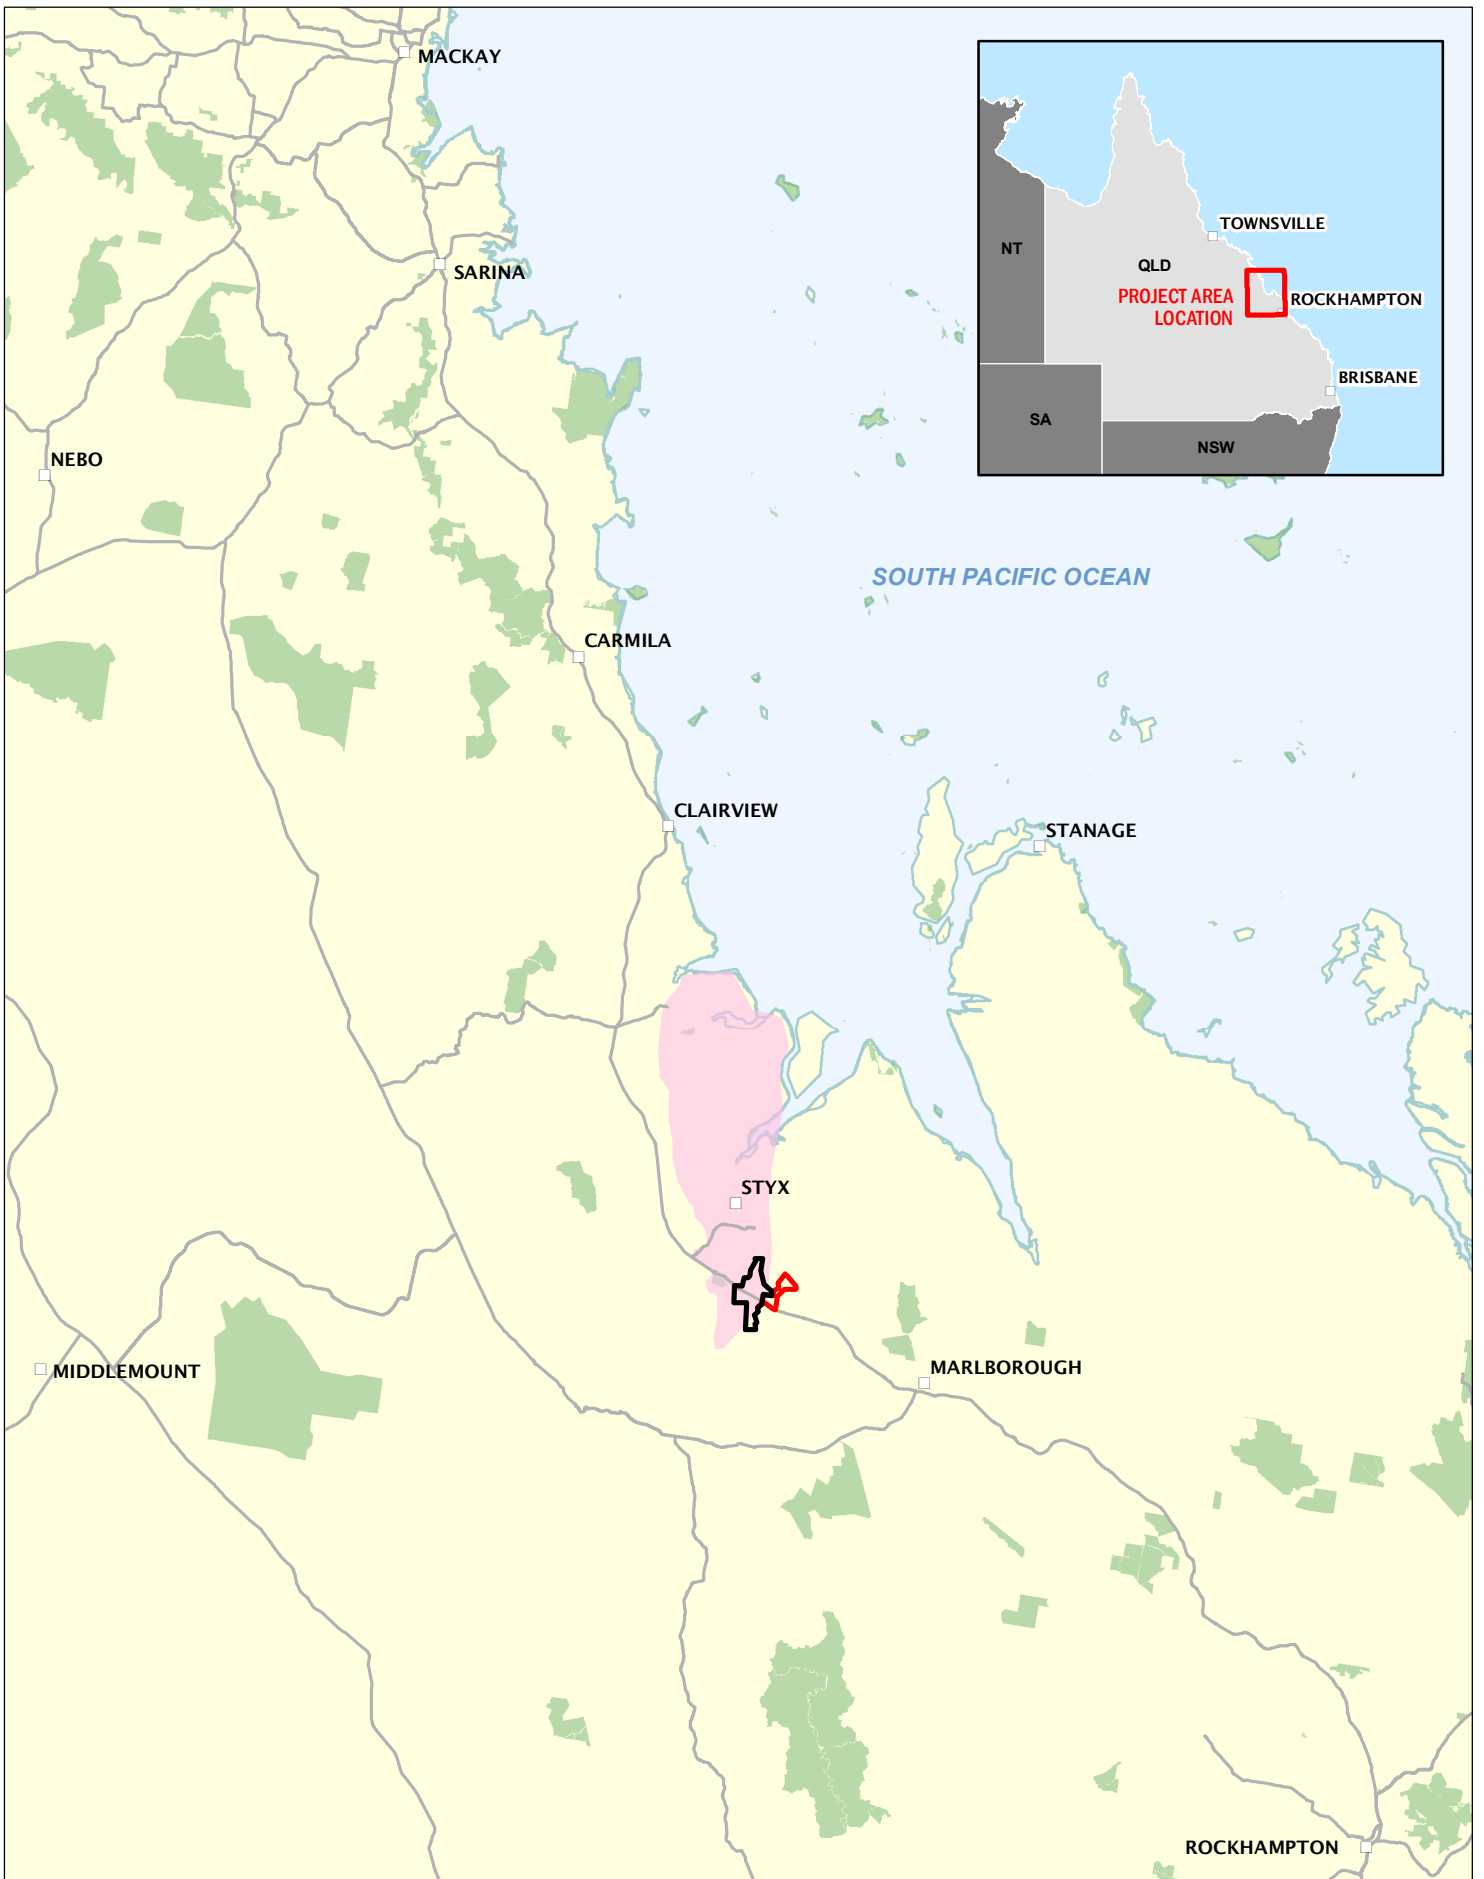 MACKAY
TOWNSVILLE
NT
QLD
SARINA
PROJECT AREA
LOCATION
ROCKHAMPTON
BRISBANE
SA
NSW
NEBO
SOUTH PACIFIC OCEAN
CARMILA
CLAIRVIEW
STANAGE
STYX
MARLBOROUGH
MIDDLEMOUNT
ROCKHAMPTON